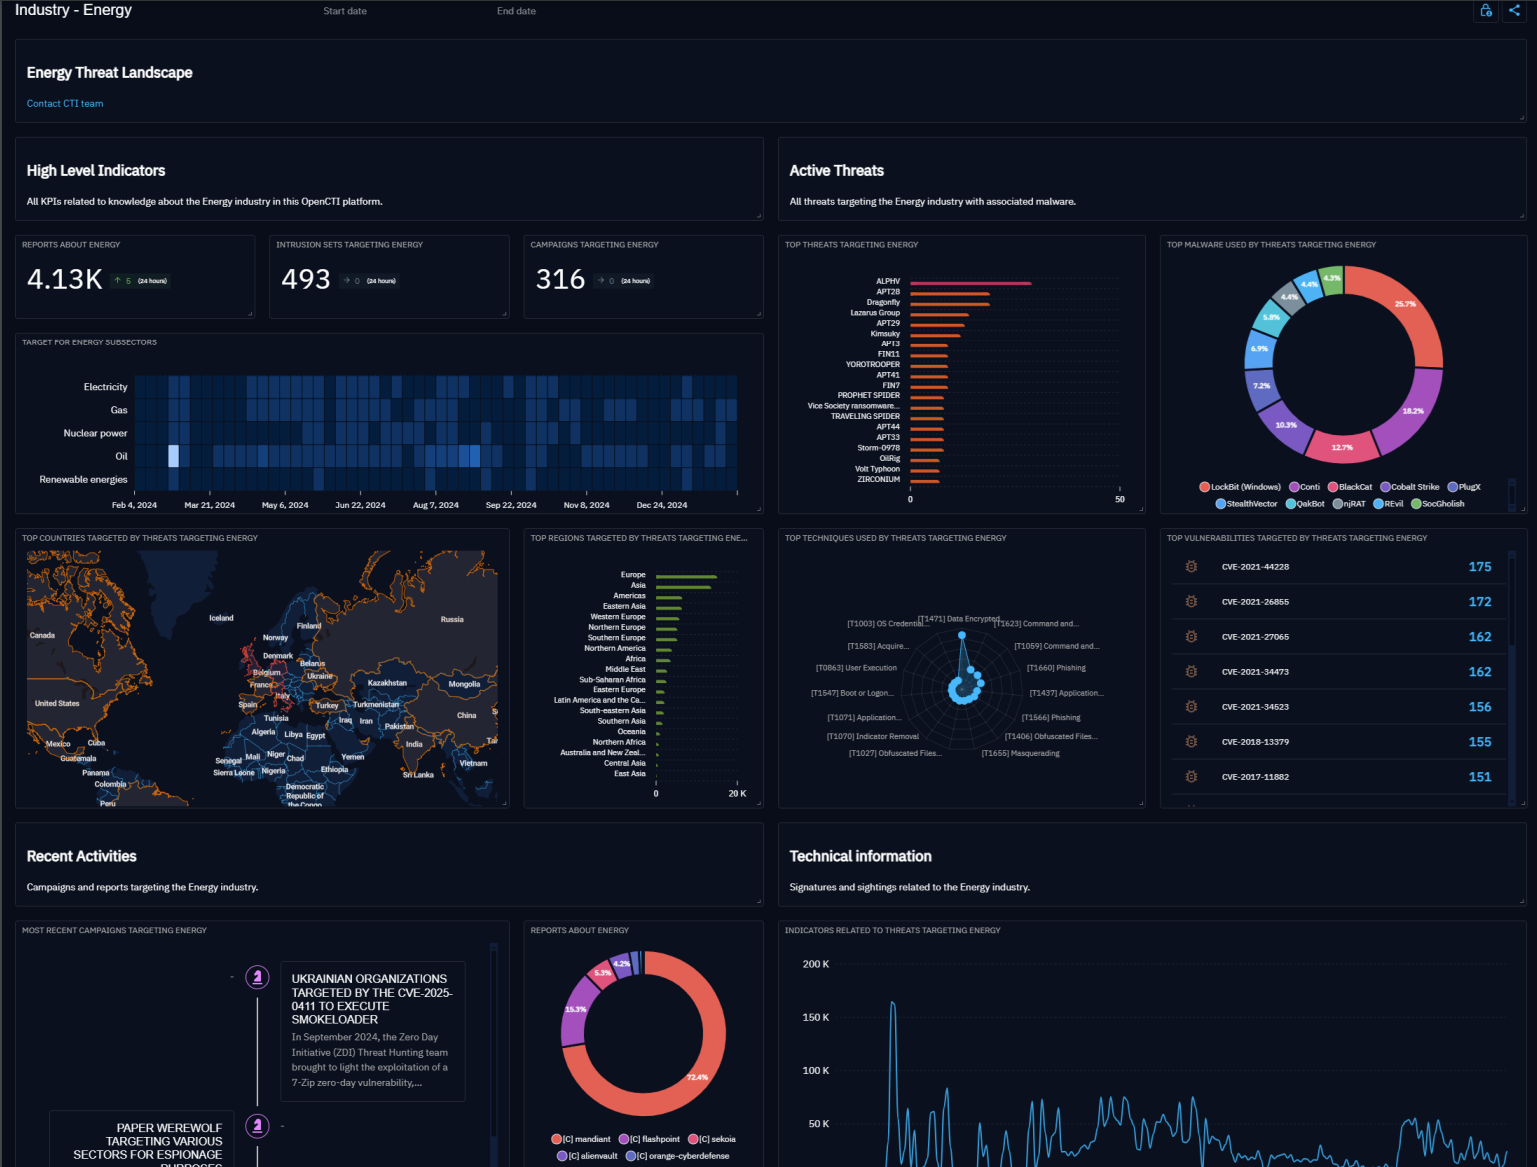 Industry - Energy
Start date
End date
Energy Threat Landscape
Contact CTI team
High Level Indicators
All KPIs related to knowledge about the Energy industry in this OpenCTI platform.
Active Threats
All threats targeting the Energy industry with associated malware.
REPORTS ABOUT ENERGY
4.13K
5
(24 hours)
INTRUSION SETS TARGETING ENERGY
493
0
(24 hours)
CAMPAIGNS TARGETING ENERGY
316
0
(24 hours)
TARGET FOR ENERGY SUBSECTORS
Electricity
Gas
Nuclear power
Oil
Renewable energies
Feb 4, 2024
Mar 21, 2024
May 6, 2024
Jun 22, 2024
Aug 7, 2024
Sep 22, 2024
Nov 8, 2024
Dec 24, 2024
TOP THREATS TARGETING ENERGY
ALPHV
APT28
Dragonfly
Lazarus Group
APT29
Kimsuky
APT3
FIN11
YOROTROOPER
APT41
FIN7
PROPHET SPIDER
Vice Society ransomware...
TRAVELING SPIDER
APT44
APT33
Storm-0978
OilRig
Volt Typhoon
ZIRCONIUM
0
50
TOP MALWARE USED BY THREATS TARGETING ENERGY
4.3%
4.4%
4.4%
5.8%
6.9%
7.2%
10.3%
12.7%
18.2%
25.7%
LockBit (Windows)
Conti
BlackCat
Cobalt Strike
PlugX
StealthVector
QakBot
njRAT
REvil
SocGholish
TOP COUNTRIES TARGETED BY THREATS TARGETING ENERGY
Iceland
Canada
Russia
Finland
Norway
Denmark
Belarus
Belgium
Ukraine
France
Kazakhstan
Mongolia
Italy
United States
Spain
Turkey
Turkmenistan
China
Tunisia
Iraq
Iran
Pakistan
Algeria
Libya
Egypt
Mexico
Cuba
India
Guatemala
Senegal
Mali
Niger
Chad
Yemen
Vietnam
Panama
Sierra Leone
Nigeria
Ethiopia
Sri Lanka
Colombia
Democratic
Republic of
the Congo
Peru
TOP REGIONS TARGETED BY THREATS TARGETING ENE...
Europe
Asia
Americas
Eastern Asia
Western Europe
Northern Europe
Southern Europe
Northern America
Africa
Middle East
Sub-Saharan Africa
Eastern Europe
Latin America and the Ca...
South-eastern Asia
Southern Asia
Oceania
Northern Africa
Australia and New Zeal...
Central Asia
East Asia
0
20 K
TOP TECHNIQUES USED BY THREATS TARGETING ENERGY
[T1471] Data Encrypted...
[T1003] OS Credential...
[T1623] Command and...
[T1583] Acquire...
[T1059] Command and...
[T0863] User Execution
[T1660] Phishing
[T1547] Boot or Logon...
[T1437] Application...
[T1071] Application...
[T1566] Phishing
[T1070] Indicator Removal
[T1406] Obfuscated Files...
[T1027] Obfuscated Files...
[T1655] Masquerading
TOP VULNERABILITIES TARGETED BY THREATS TARGETING ENERGY
CVE-2021-44228 175
CVE-2021-26855 172
CVE-2021-27065 162
CVE-2021-34473 162
CVE-2021-34523 156
CVE-2018-13379 155
CVE-2017-11882 151
Recent Activities
Campaigns and reports targeting the Energy industry.
Technical information
Signatures and sightings related to the Energy industry.
MOST RECENT CAMPAIGNS TARGETING ENERGY
-
UKRAINIAN ORGANIZATIONS
TARGETED BY THE CVE-2025-
0411 TO EXECUTE
SMOKELOADER
In September 2024, the Zero Day
Initiative (ZDI) Threat Hunting team
brought to light the exploitation of a
7-Zip zero-day vulnerability,...
-
PAPER WEREWOLF
TARGETING VARIOUS
SECTORS FOR ESPIONAGE
PURPOSES
REPORTS ABOUT ENERGY
4.2%
5.3%
15.3%
72.4%
[C] mandiant
[C] flashpoint
[C] sekoia
[C] alienvault
[C] orange-cyberdefense
INDICATORS RELATED TO THREATS TARGETING ENERGY
200 K
150 K
100 K
50 K